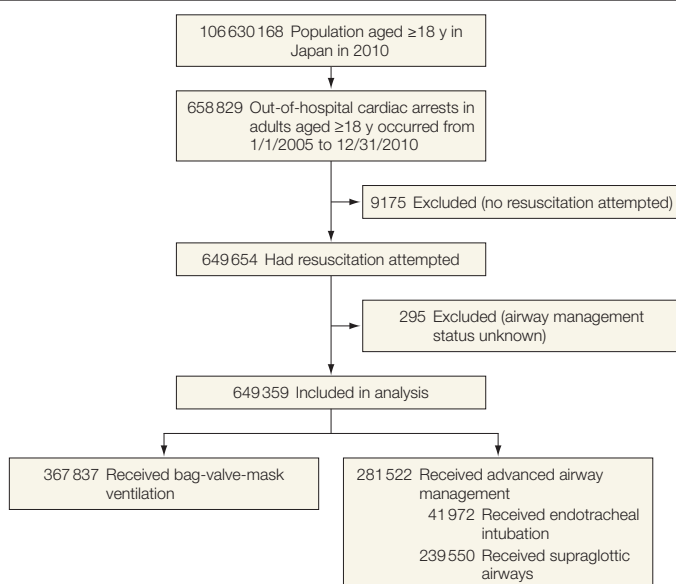 106 630 168 Population aged ≥18 y in
Japan in 2010
658 829 Out-of-hospital cardiac arrests in
adults aged ≥18 y occurred from
1/1/2005 to 12/31/2010
9175 Excluded (no resuscitation attempted)
649 654 Had resuscitation attempted
295 Excluded (airway management
status unknown)
649 359 Included in analysis
367 837 Received bag-valve-mask
ventilation
281 522 Received advanced airway
management
41 972 Received endotracheal
intubation
239 550 Received supraglottic
airways